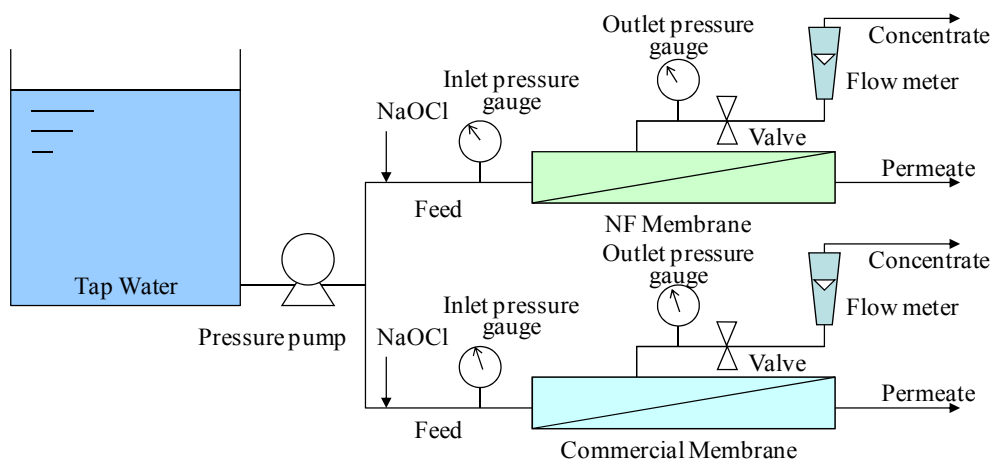 Outlet pressure
gauge
Concentrate
Inlet pressure
gauge
Flow meter
NaOCl
Valve
Permeate
Feed
NF Membrane
Tap Water
Outlet pressure
gauge
Concentrate
Inlet pressure
gauge
Flow meter
Pressure pump
NaOCl
Valve
Permeate
Feed
Commercial Membrane